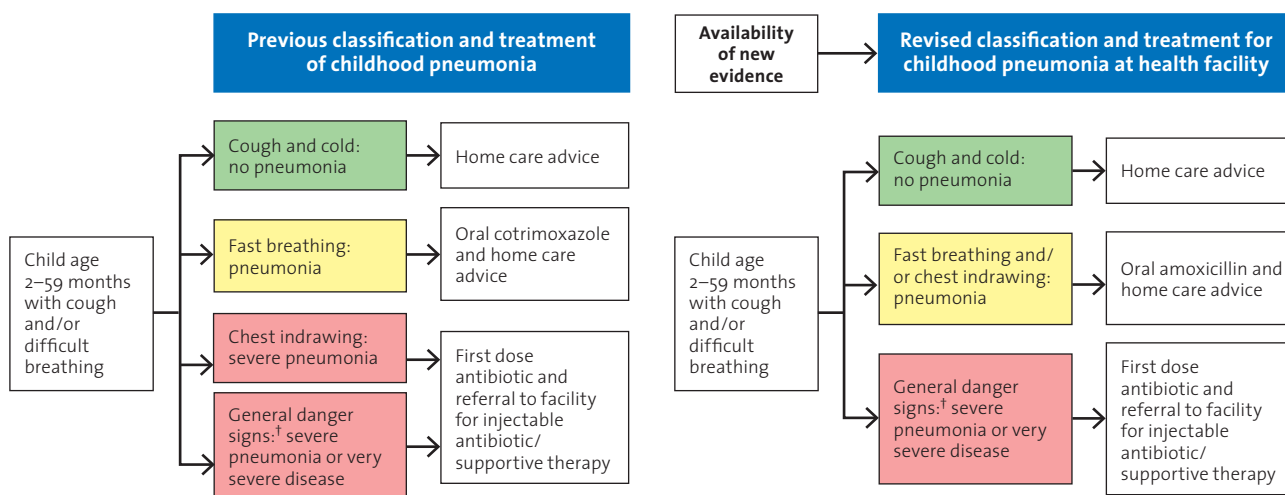 Previous classification and treatment
of childhood pneumonia
Cough and cold:
no pneumonia
Home care advice
Child age
2–59 months
with cough
and/or
difficult
breathing
Fast breathing:
pneumonia
Oral cotrimoxazole
and home care
advice
Chest indrawing:
severe pneumonia
General danger
signs:† severe
pneumonia or very
severe disease
First dose
antibiotic and
referral to facility
for injectable
antibiotic/
supportive therapy
Availability
of new
evidence
Revised classification and treatment for
childhood pneumonia at health facility
Cough and cold:
no pneumonia
Home care advice
Child age
2–59 months
with cough
and/or
difficult
breathing
Fast breathing and/
or chest indrawing:
pneumonia
Oral amoxicillin and
home care advice
General danger
signs:† severe
pneumonia or very
severe disease
First dose
antibiotic and
referral to facility
for injectable
antibiotic/
supportive therapy